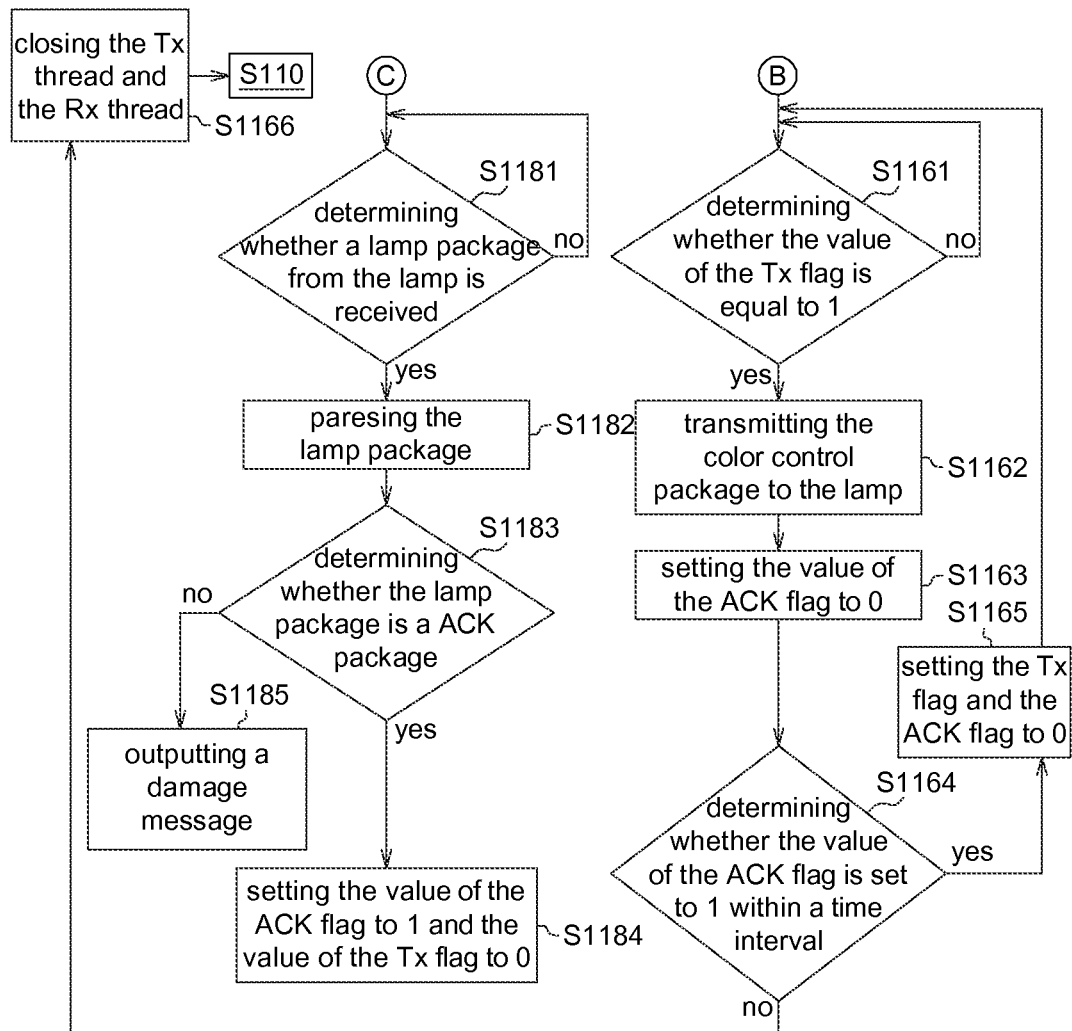 closing the Tx
thread and
the Rx thread
S1166
S110
C
S1181
determining
whether a lamp package
from the lamp is
received
no
yes
paresing the
lamp package
S1182
S1183
determining
whether the lamp
package is a ACK
package
no
yes
S1185
outputting a
damage
message
setting the value of the
ACK flag to 1 and the
value of the Tx flag to 0
S1184
B
S1161
determining
whether the value
of the Tx flag is
equal to 1
no
yes
transmitting the
color control
package to the lamp
S1162
setting the value of
the ACK flag to 0
S1163
S1165
setting the Tx
flag and the
ACK flag to 0
S1164
determining
whether the value
of the ACK flag is set
to 1 within a time
interval
yes
no